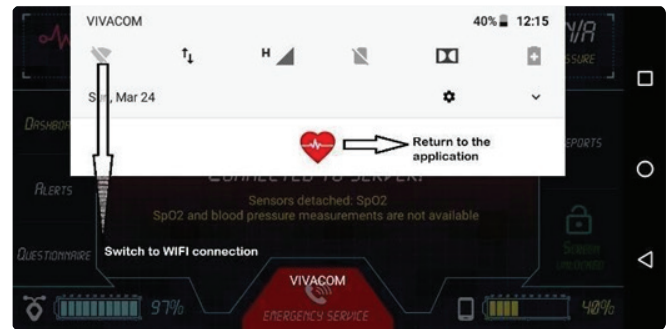 VIVACOM
40% 12:15
N/A
H
Sun, Mar 24
Return to the
application
CONNECTED TO SERVER!
Sensors detached: SpO2
SpO2 and blood pressure measurements are not available
ALERTS
QUESTIONNAIRE
Switch to WIFI connection
SCREEN
UNLOCKED
VIVACOM
97%
EMERGENCY SERVICE
40%